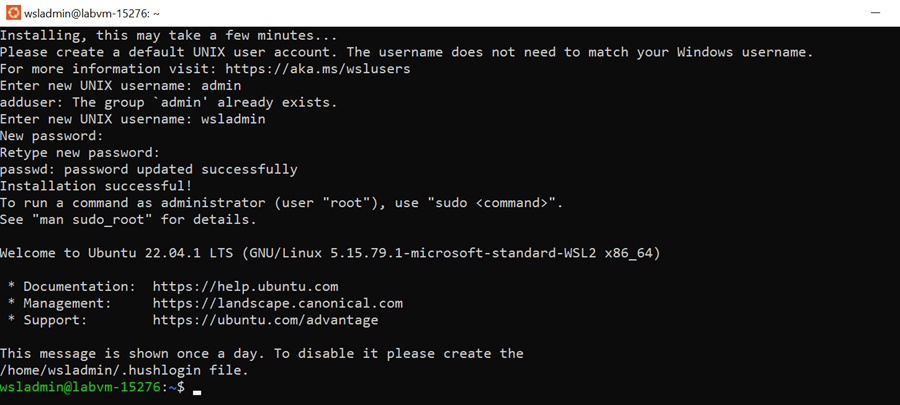 wsladmin@labvm-15276: ~
Installing, this may take a few minutes...
Please create a default UNIX user account. The username does not need to match your Windows username.
For more information visit: https://aka.ms/wslusers
Enter new UNIX username: admin
adduser: The group `admin' already exists.
Enter new UNIX username: wsladmin
New password:
Retype new password:
passwd: password updated successfully
Installation successful!
To run a command as administrator (user "root"), use "sudo <command>".
See "man sudo_root" for details.

Welcome to Ubuntu 22.04.1 LTS (GNU/Linux 5.15.79.1-microsoft-standard-WSL2 x86_64)

 * Documentation:  https://help.ubuntu.com
 * Management:     https://landscape.canonical.com
 * Support:        https://ubuntu.com/advantage

This message is shown once a day. To disable it please create the
/home/wsladmin/.hushlogin file.
wsladmin@labvm-15276:~$